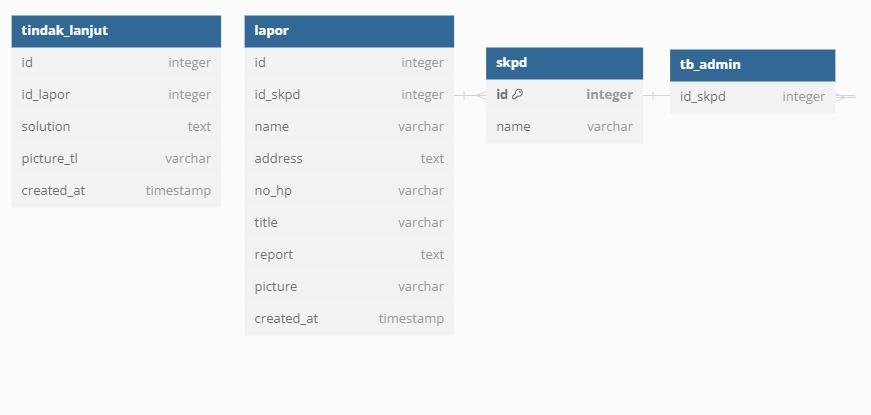 tindak_lanjut
id integer
id_lapor integer
solution text
picture_tl varchar
created_at timestamp
lapor
id integer
id_skpd integer
name varchar
address text
no_hp varchar
title varchar
report text
picture varchar
created_at timestamp
skpd
id integer
name varchar
tb_admin
id_skpd integer